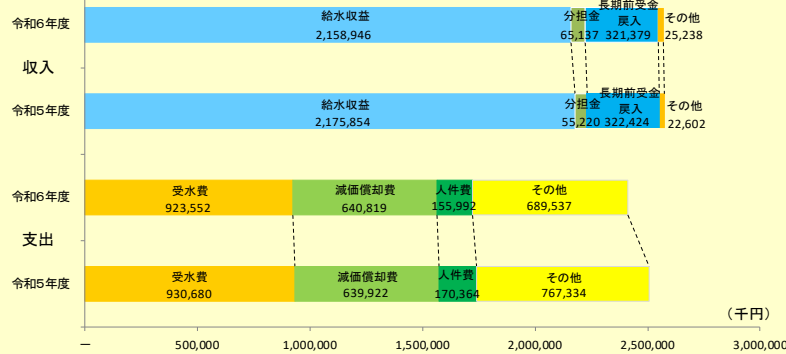 令和6年度
給水収益
2,158,946
分担金
65,137
長期前受金
戻入
321,379
その他
25,238
収入
令和5年度
給水収益
2,175,854
分担金
55,220
長期前受金
戻入
322,424
その他
22,602
令和6年度
受水費
923,552
減価償却費
640,819
人件費
155,992
その他
689,537
支出
令和5年度
受水費
930,680
減価償却費
639,922
人件費
170,364
その他
767,334
（千円）
―
500,000
1,000,000
1,500,000
2,000,000
2,500,000
3,000,000